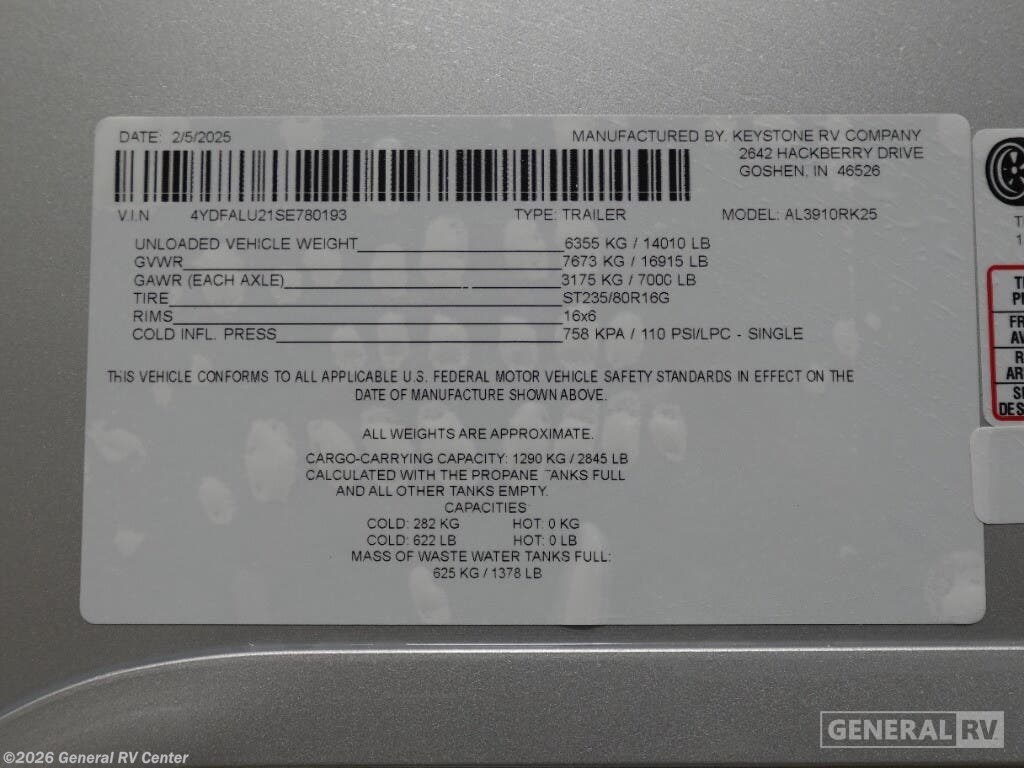 DATE: 2/5/2025
MANUFACTURED BY: KEYSTONE RV COMPANY
2642 HACKBERRY DRIVE
GOSHEN, IN 46526
V.I.N 4YDFALU21SE780193 TYPE: TRAILER MODEL: AL3910RK25
UNLOADED VEHICLE WEIGHT 6355 KG / 14010 LB
GVWR 7673 KG / 16915 LB
GAWR (EACH AXLE) 3175 KG / 7000 LB
TIRE ST235/80R16G
RIMS 16x6
COLD INFL. PRESS 758 KPA / 110 PSI/LPC - SINGLE
THIS VEHICLE CONFORMS TO ALL APPLICABLE U.S. FEDERAL MOTOR VEHICLE SAFETY STANDARDS IN EFFECT ON THE
DATE OF MANUFACTURE SHOWN ABOVE.
ALL WEIGHTS ARE APPROXIMATE.
CARGO-CARRYING CAPACITY: 1290 KG / 2845 LB
CALCULATED WITH THE PROPANE TANKS FULL
AND ALL OTHER TANKS EMPTY.
CAPACITIES
COLD: 282 KG HOT: 0 KG
COLD: 622 LB HOT: 0 LB
MASS OF WASTE WATER TANKS FULL:
625 KG / 1378 LB
GENERAL RV
©2026 General RV Center